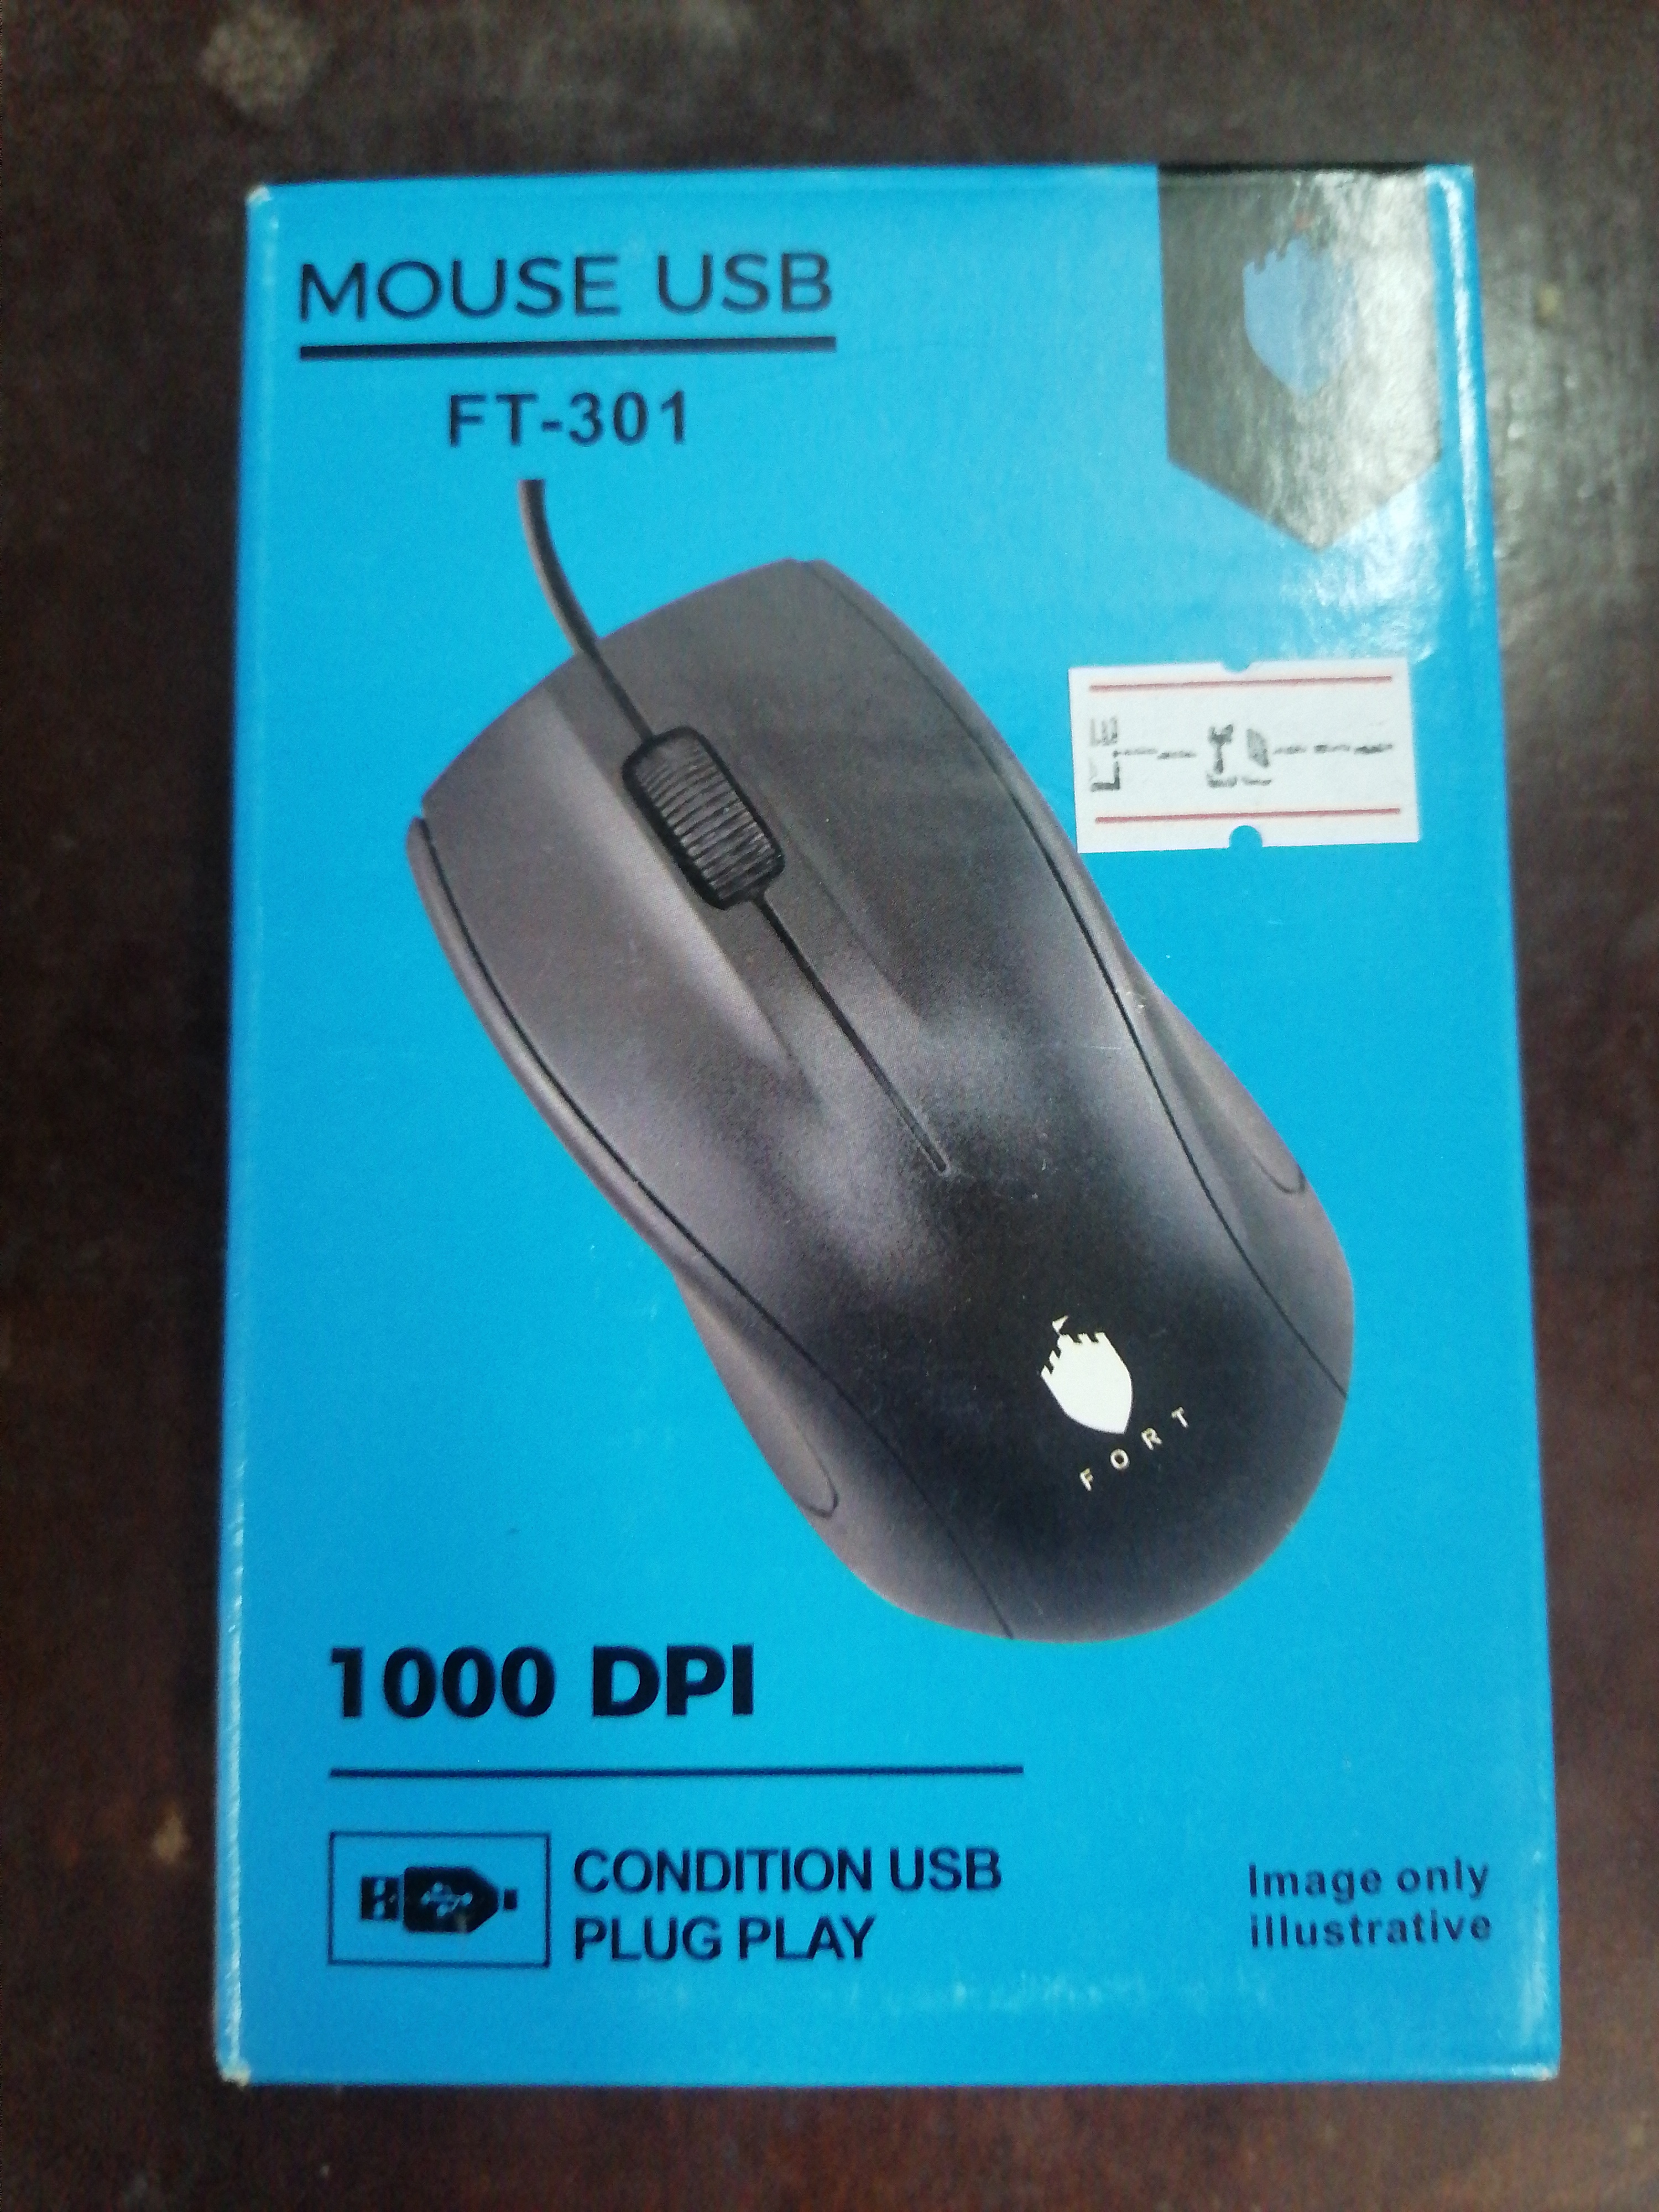 MOUSE USB
FT-301
FORT
1000 DPI
CONDITION USB
PLUG PLAY
Image only
illustrative